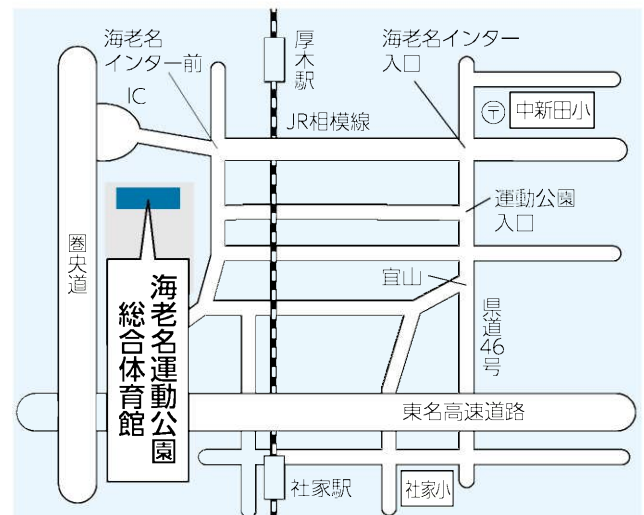 海老名
インター前
IC
厚木駅
JR相模線
海老名インター
入口
〒
中新田小
運動公園
入口
圏央道
宜山
県道46号
海老名運動公園
総合体育館
東名高速道路
社家駅
社家小